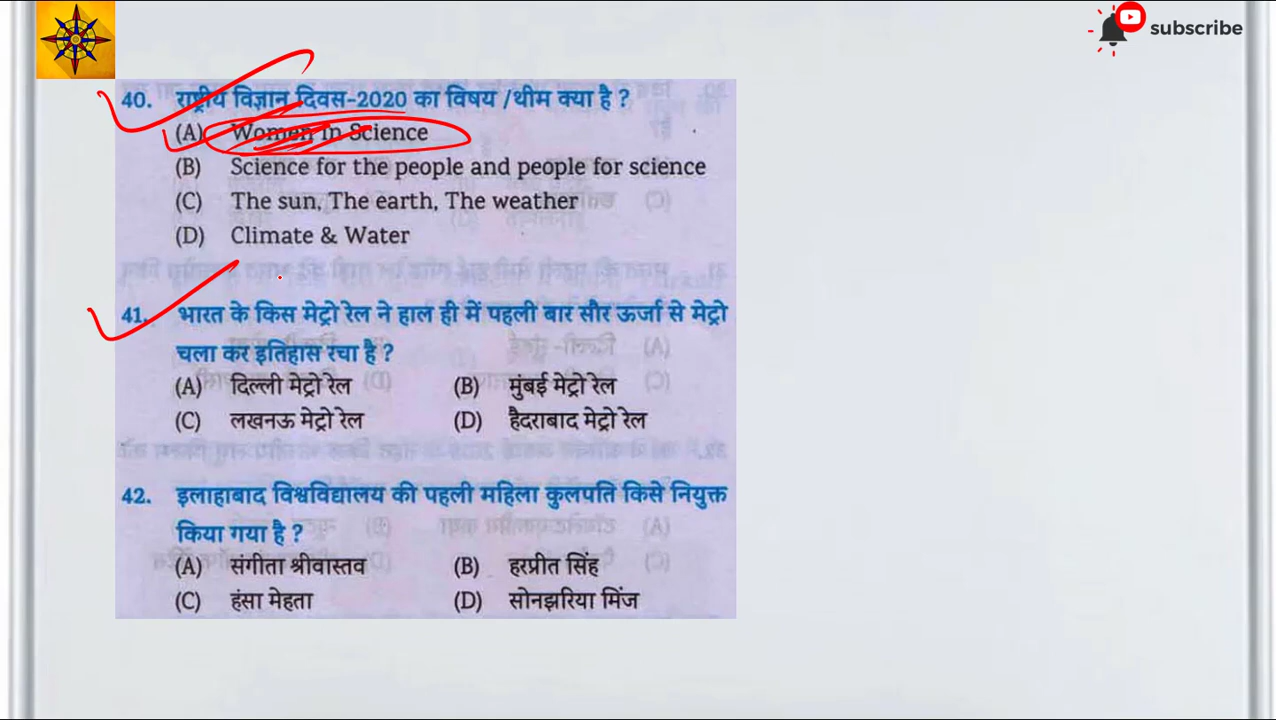 subscribe
40. राष्ट्रीय विज्ञान दिवस-2020 का विषय /थीम क्या है ?
(A) Women in Science
(B) Science for the people and people for science
(C) The sun, The earth, The weather
(D) Climate & Water
41. भारत के किस मेट्रो रेल ने हाल ही में पहली बार सौर ऊर्जा से मेट्रो
चला कर इतिहास रचा है ?
(A) दिल्ली मेट्रो रेल (B) मुंबई मेट्रो रेल
(C) लखनऊ मेट्रो रेल (D) हैदराबाद मेट्रो रेल
42. इलाहाबाद विश्वविद्यालय की पहली महिला कुलपति किसे नियुक्त
किया गया है ?
(A) संगीता श्रीवास्तव (B) हरप्रीत सिंह
(C) हंसा मेहता (D) सोनझरिया मिंज